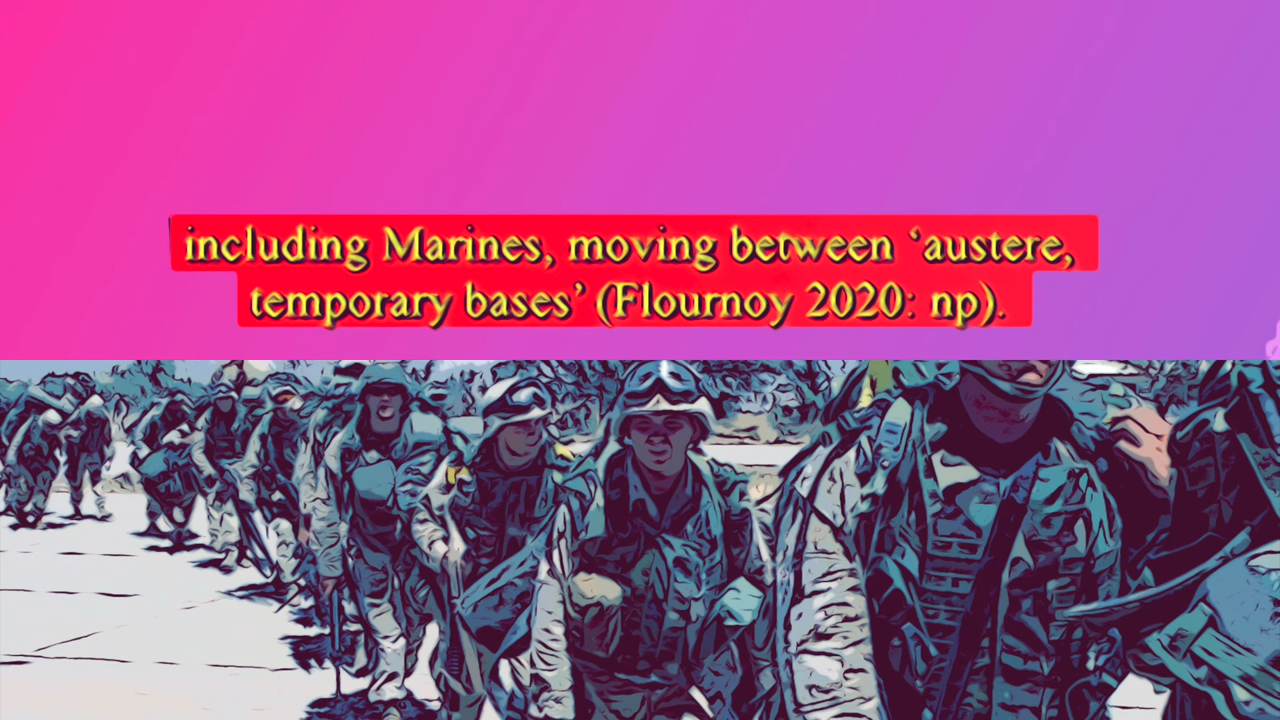 including Marines, moving between ‘austere,
temporary bases’ (Flournoy 2020: np).